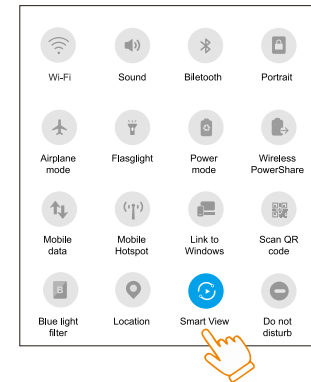 Wi-Fi Sound Biletooth Portrait
Airplane mode Flasglight Power mode Wireless PowerShare
Mobile data Mobile Hotspot Link to Windows Scan QR code
B
Blue light filter Location Smart View Do not disturb